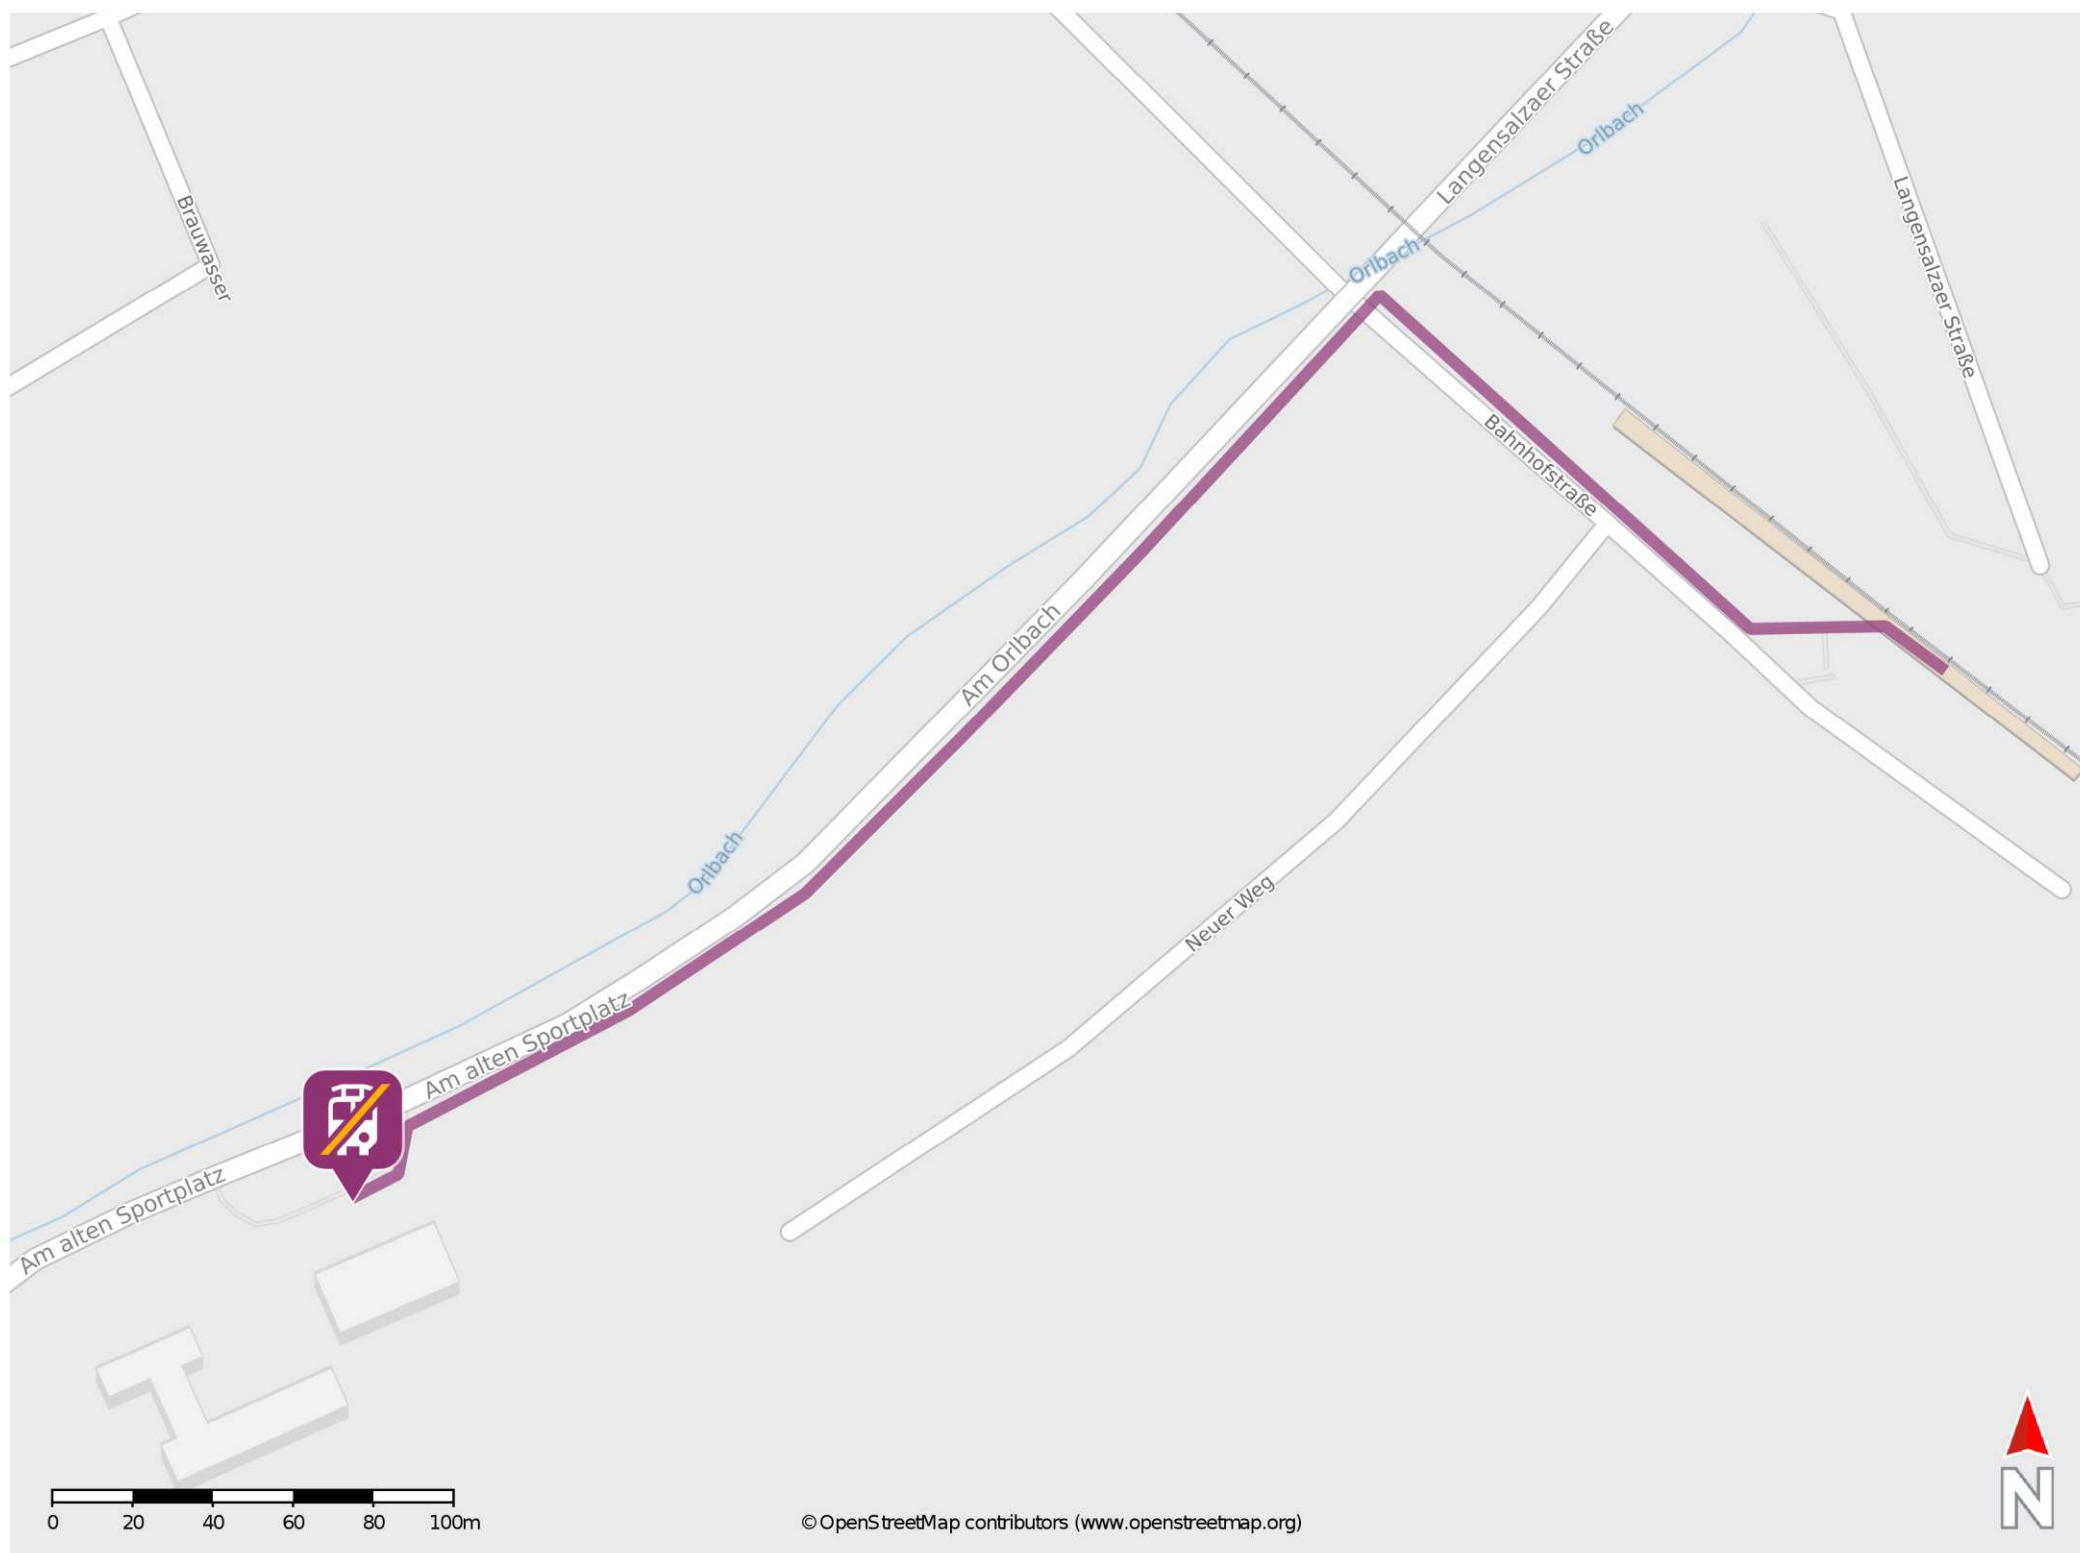 Langensalzaer Straße
Orlbach
Brauwasser
Langensalzaer Straße
Orlbach
Bahnhofstraße
Am Orlbach
Orlbach
Neuer Weg
Am alten Sportplatz
Am alten Sportplatz
0 20 40 60 80 100m
© OpenStreetMap contributors (www.openstreetmap.org)
N